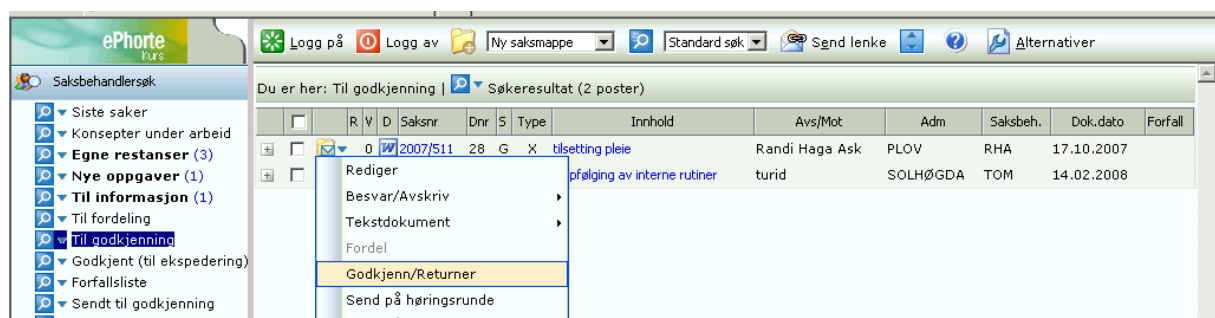 ePhorte
kurs
Logg på Logg av Ny saksmappe Standard søk Send lenke Alternativer
Saksbehandlersøk
Siste saker
Konsepter under arbeid
Egne restanser (3)
Nye oppgaver (1)
Til informasjon (1)
Til fordeling
Til godkjenning
Godkjent (til ekspedering)
Forfallsliste
Sendt til godkjenning
Du er her: Til godkjenning | Søkeresultat (2 poster)
R V D Saksnr Dnr S Type Innhold Avs/Mot Adm Saksbeh. Dok.dato Forfall
0 W 2007/511 28 G X tilsetting pleie Randi Haga Ask PLOV RHA 17.10.2007
pfølging av interne rutiner turid SOLHØGDA TOM 14.02.2008
Rediger
Besvar/Avskriv
Tekstdokument
Fordel
Godkjenn/Returner
Send på høringsrunde